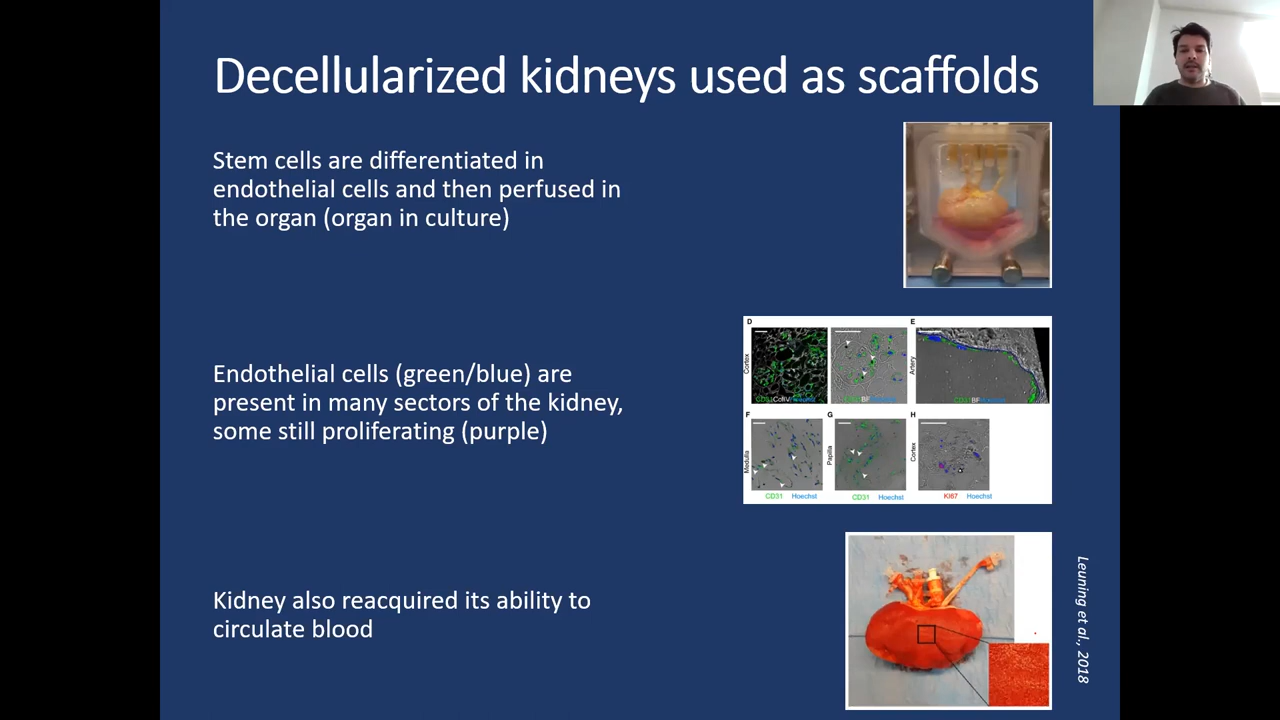 Decellularized kidneys used as scaffolds
Stem cells are differentiated in
endothelial cells and then perfused in
the organ (organ in culture)
Endothelial cells (green/blue) are
present in many sectors of the kidney,
some still proliferating (purple)
Kidney also reacquired its ability to
circulate blood
D
E
Cortex
Artery
F
G
H
Medulla
Papilla
Cortex
CD31 Hoechst
CD31 Hoechst
KI67 Hoechst
Leuning et al., 2018